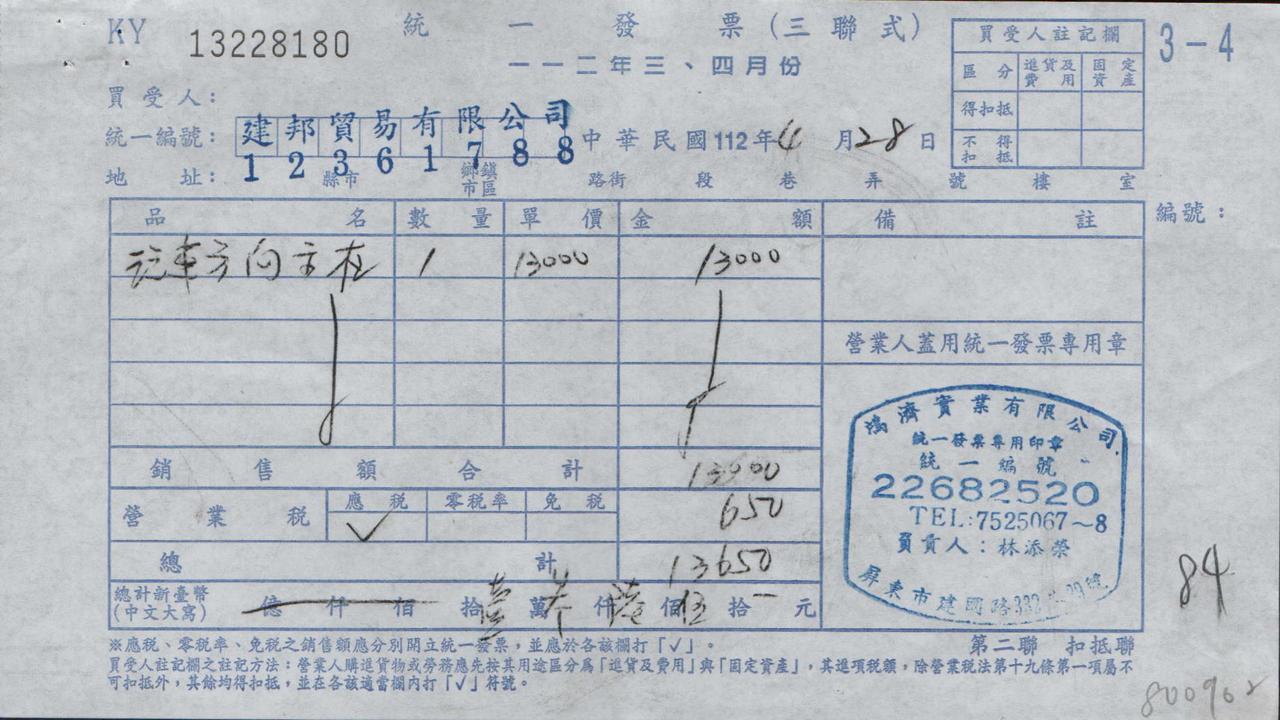 KY 13228180
統一發票(三聯式)
一一二年三、四月份
3-4
買受人註記欄
區分 進貨及費用 固定資產
得扣抵
不得扣抵
買受人:
建邦貿易有限公司
統一編號: 12361788
中華民國112年4月28日
地址: 縣市 鄉鎮市區 路街 段 巷 弄 號 樓 室
品名 數量 單價 金額 備註
編號:
汽車方向 1 13000 13000
營業人蓋用統一發票專用章
鴻濟實業有限公司
統一發票專用印章
統一編號
22682520
TEL:7525067~8
負責人:林添榮
屏東市建國路
銷售額合計 13000
應稅 零稅率 免稅
營業稅 ✓ 650
總計 13650
總計新臺幣(中文大寫) 億 仟 佰 拾 壹 萬 參 仟 陸 佰 伍 拾 元
84
※應稅、零稅率、免稅之銷售額應分別開立統一發票,並應於各該欄打「✓」。
第二聯 扣抵聯
買受人註記欄之註記方法:營業人購進貨物或勞務應先按其用途區分為「進貨及費用」與「固定資產」,其進項稅額,除營業稅法第十九條第一項屬不
可扣抵外,其餘均得扣抵,並在各該適當欄內打「✓」符號。